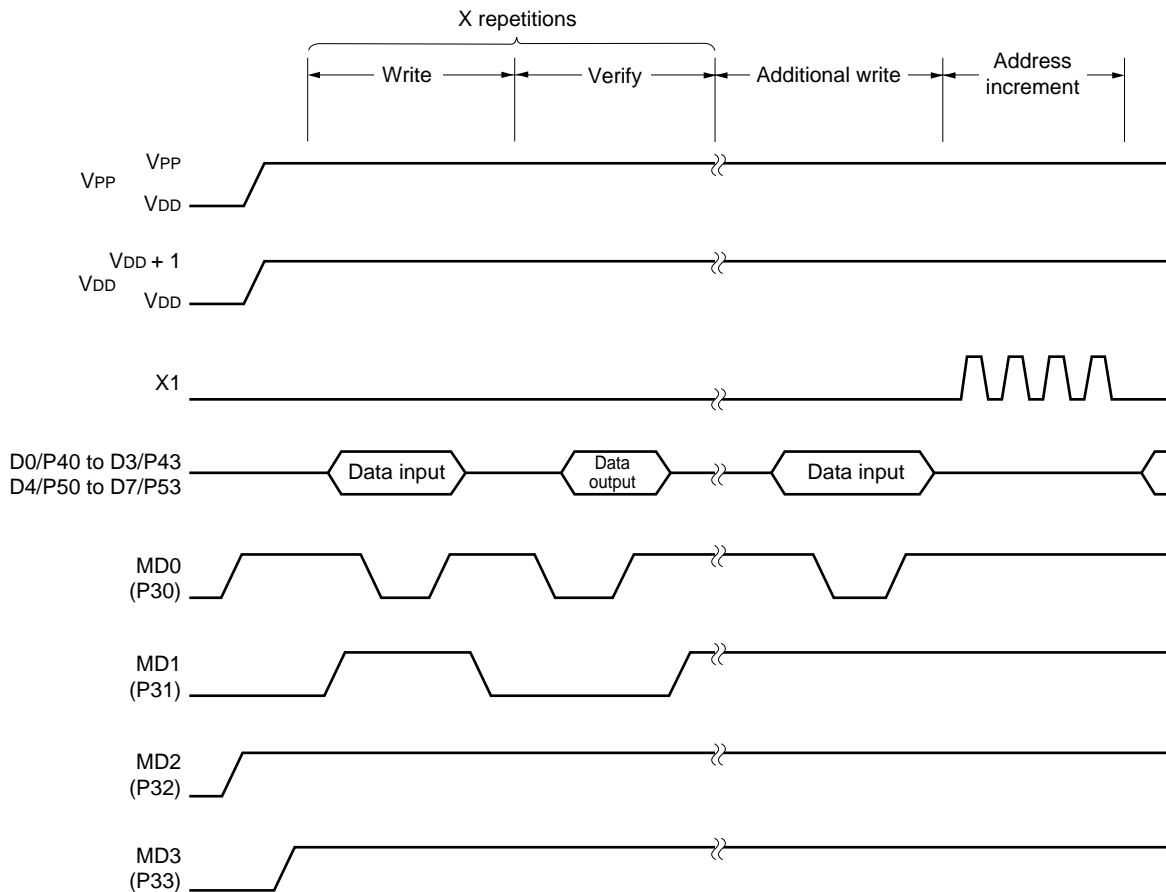 X repetitions
Write
Verify
Additional write
Address
increment
VPP
VPP
VDD
VDD + 1
VDD
VDD
X1
D0/P40 to D3/P43
D4/P50 to D7/P53
Data input
Data
output
Data input
MD0
(P30)
MD1
(P31)
MD2
(P32)
MD3
(P33)